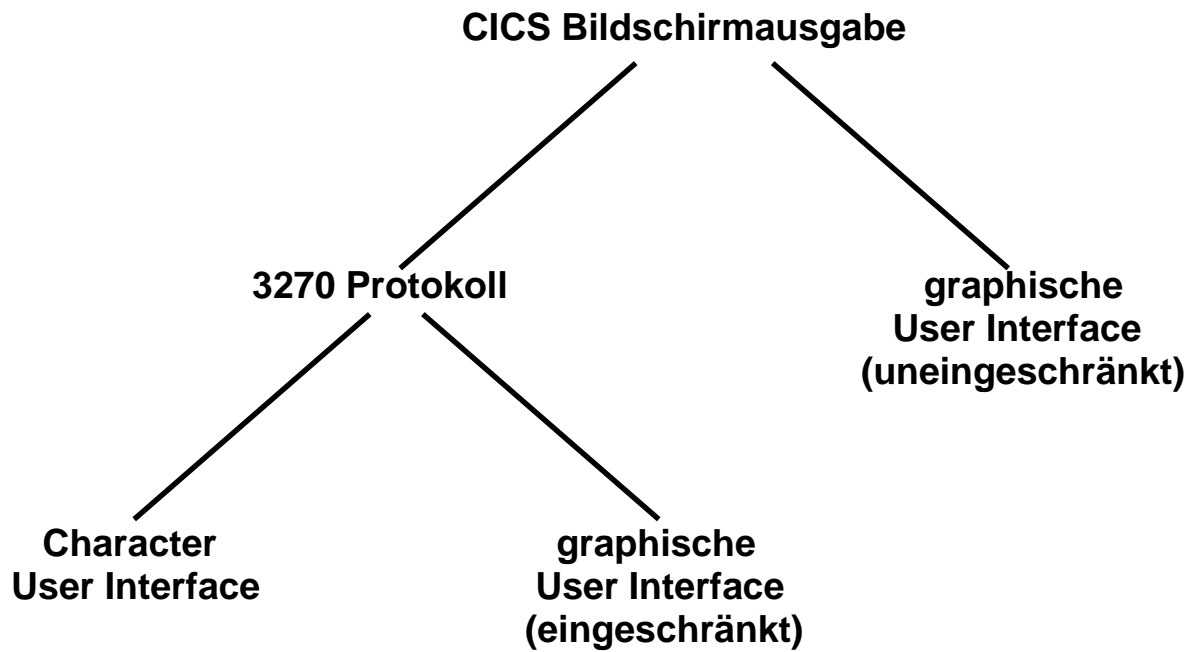 CICS Bildschirmausgabe
3270 Protokoll
graphische
User Interface
(uneingeschränkt)
Character
User Interface
graphische
User Interface
(eingeschränkt)